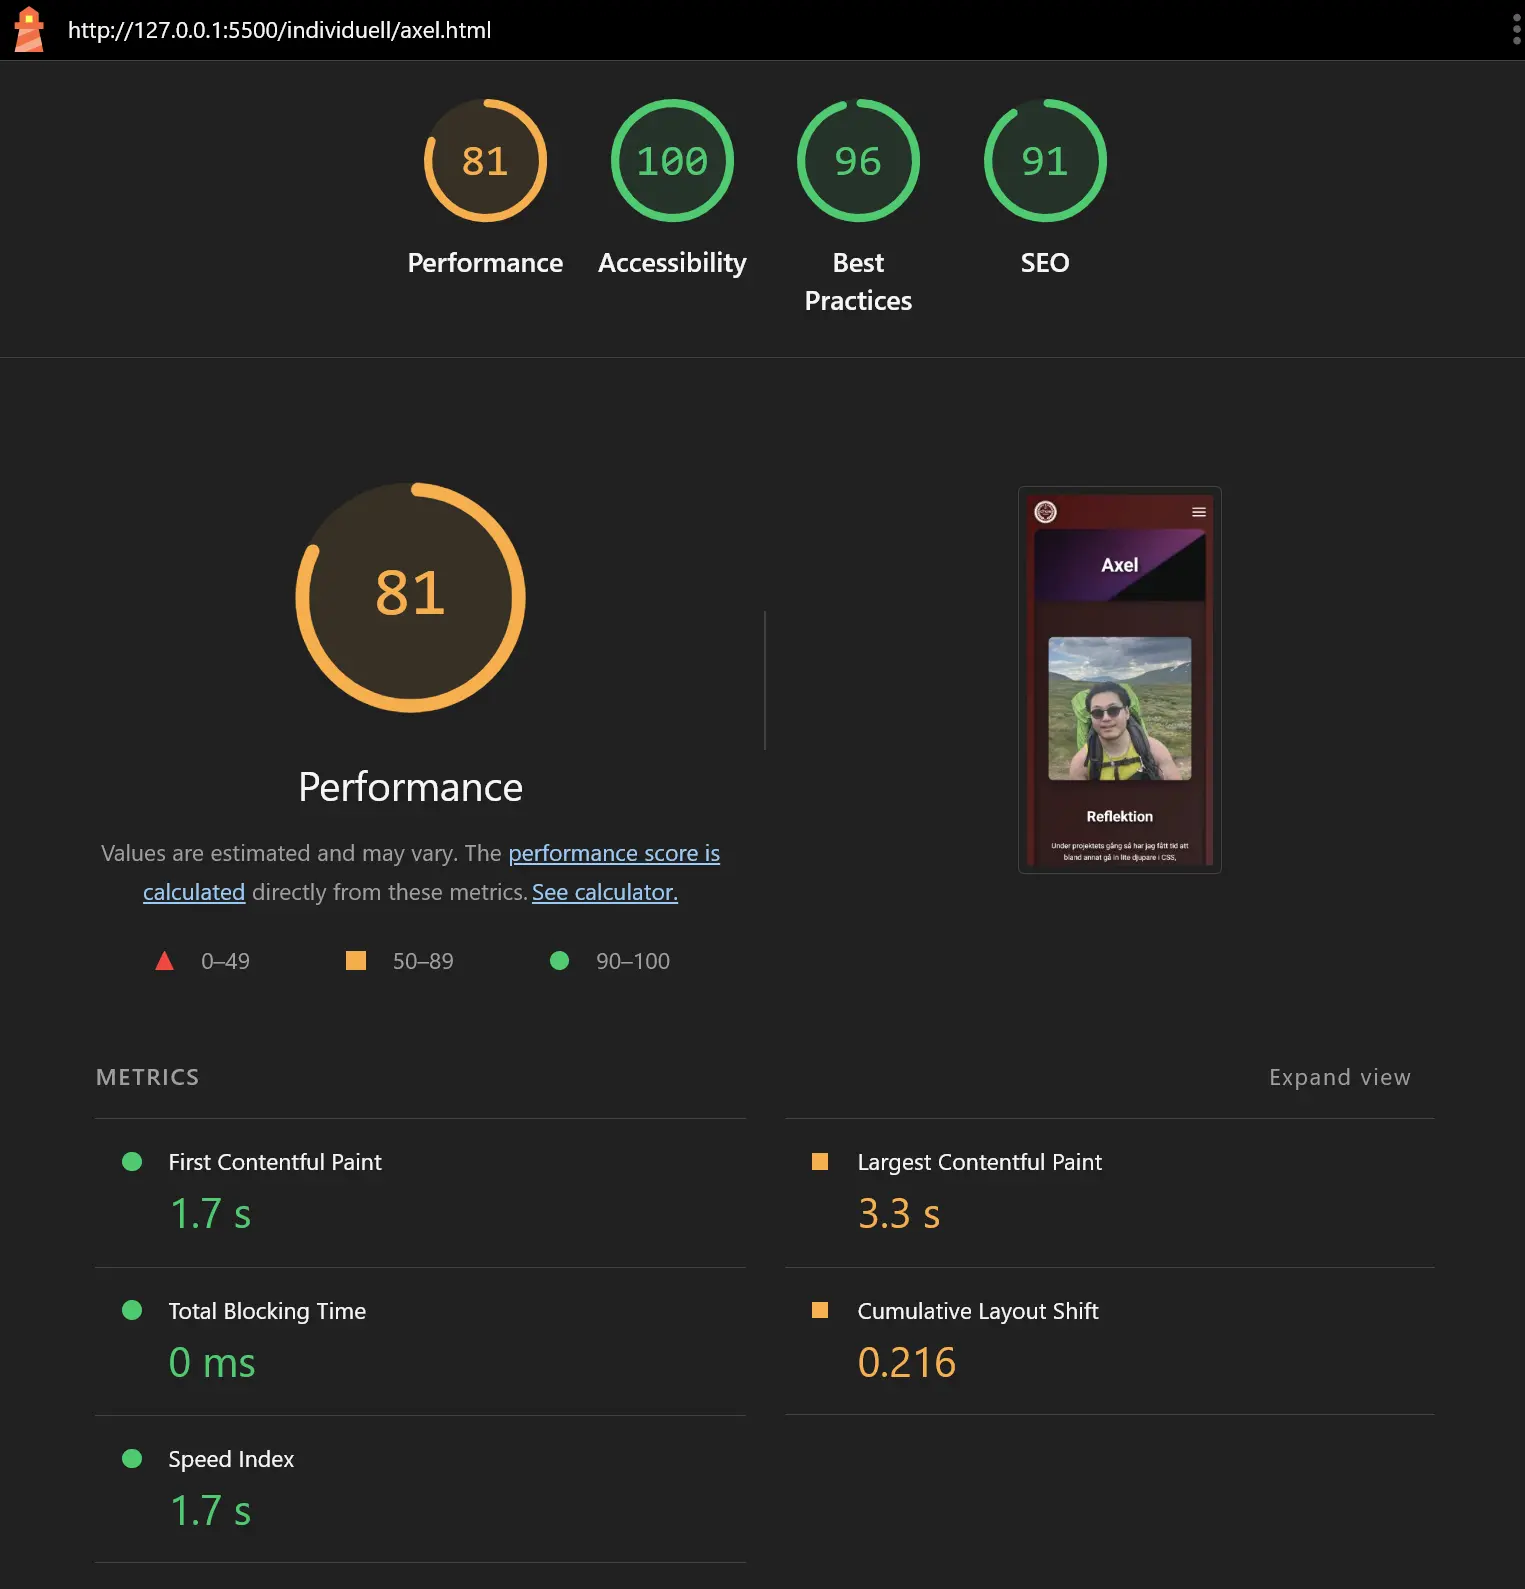 http://127.0.0.1:5500/individuell/axel.html
81
100
96
91
Performance
Accessibility
Best
Practices
SEO
81
Performance
Values are estimated and may vary. The performance score is
calculated directly from these metrics. See calculator.
0–49
50–89
90–100
Axel
Reflektion
Under projektets gång så har jag fått tid att
bland annat gå in lite djupare i CSS,
METRICS
Expand view
First Contentful Paint
1.7 s
Largest Contentful Paint
3.3 s
Total Blocking Time
0 ms
Cumulative Layout Shift
0.216
Speed Index
1.7 s